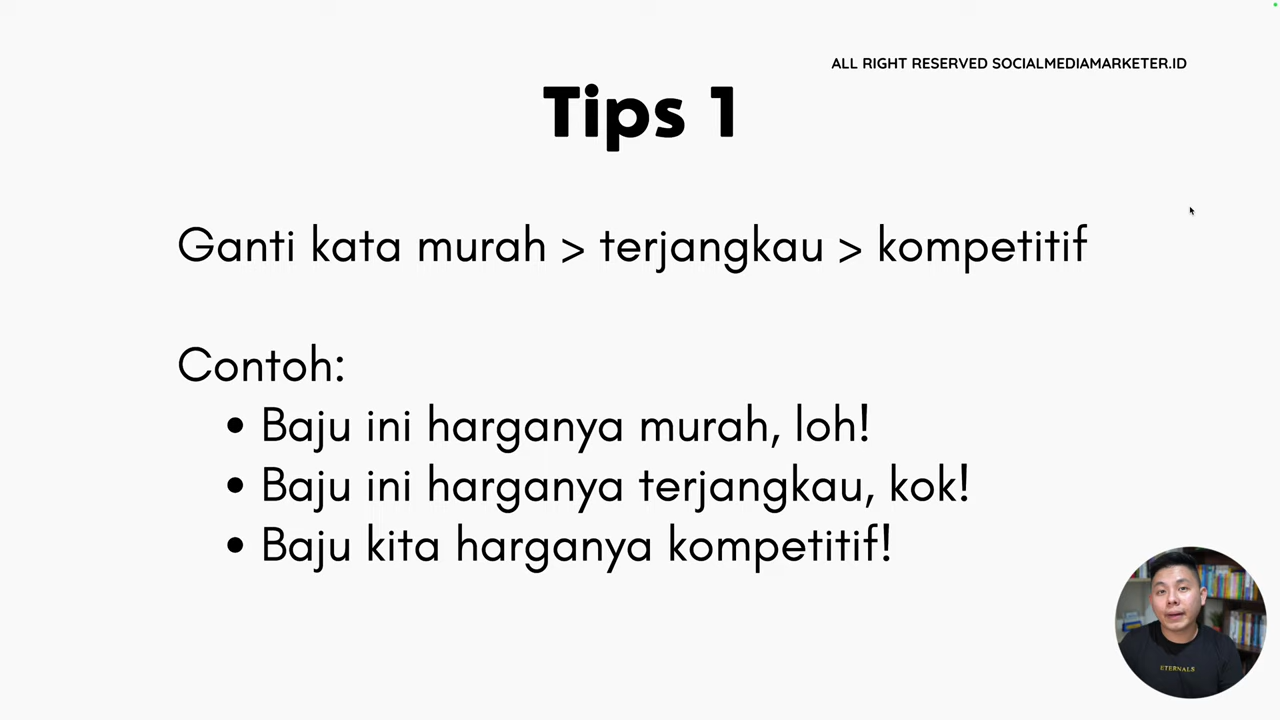 ALL RIGHT RESERVED SOCIALMEDIAMARKETER.ID
Tips 1
Ganti kata murah > terjangkau > kompetitif
Contoh:
• Baju ini harganya murah, loh!
• Baju ini harganya terjangkau, kok!
• Baju kita harganya kompetitif!
ETERNALS